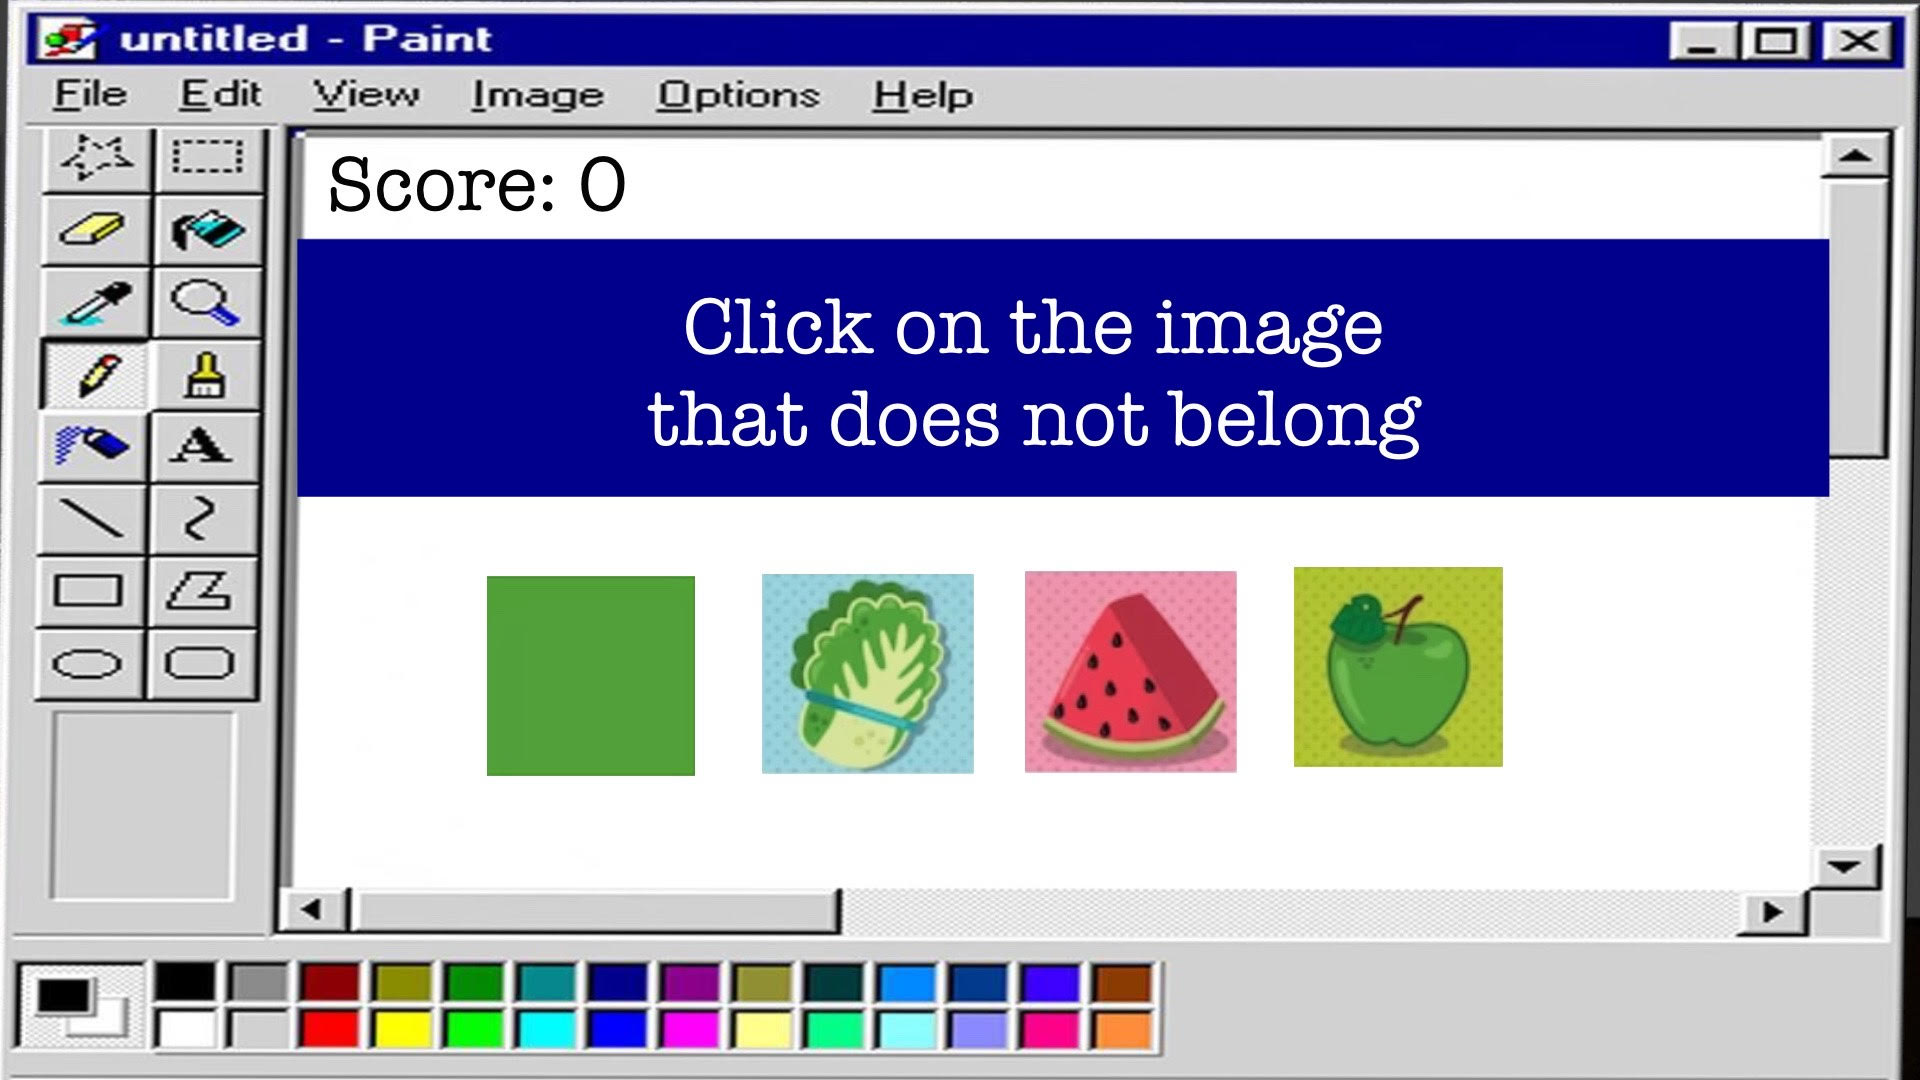 untitled - Paint
File Edit View Image Options Help
A
Score: 0
Click on the image
that does not belong